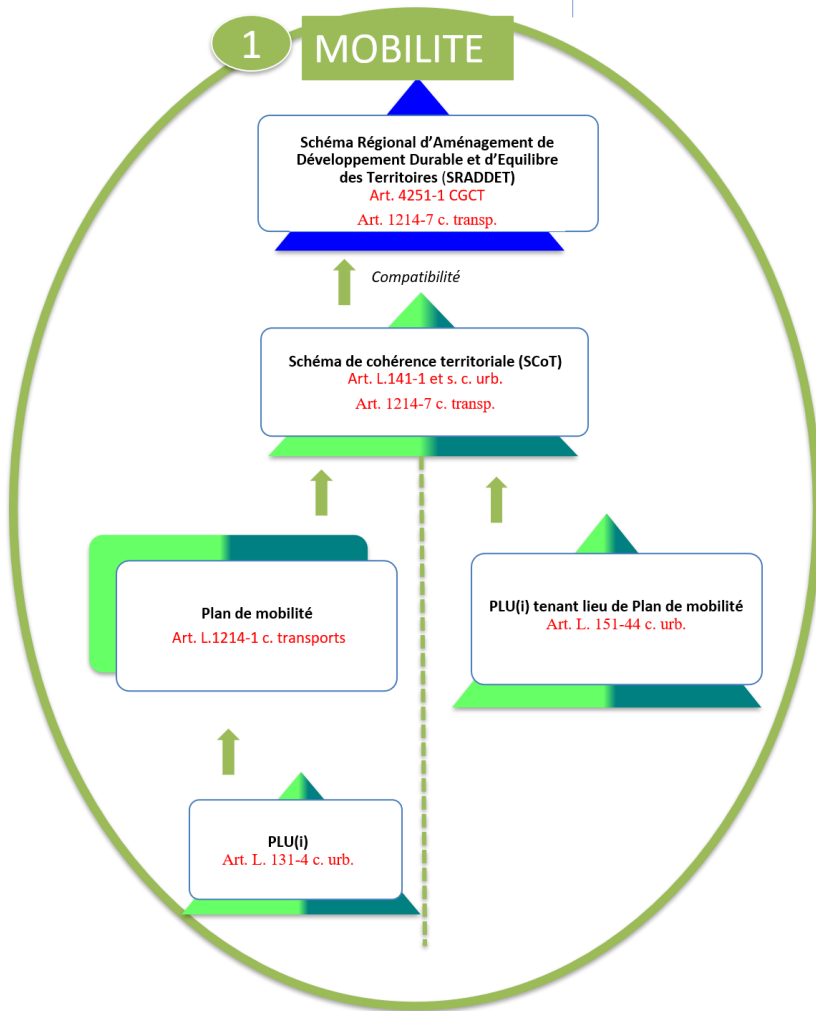 1
MOBILITE
Schéma Régional d'Aménagement de
Développement Durable et d'Equilibre
des Territoires (SRADDET)
Art. 4251-1 CGCT
Art. 1214-7 c. transp.
Compatibilité
Schéma de cohérence territoriale (SCoT)
Art. L.141-1 et s. c. urb.
Art. 1214-7 c. transp.
Plan de mobilité
Art. L.1214-1 c. transports
PLU(i) tenant lieu de Plan de mobilité
Art. L. 151-44 c. urb.
PLU(i)
Art. L. 131-4 c. urb.